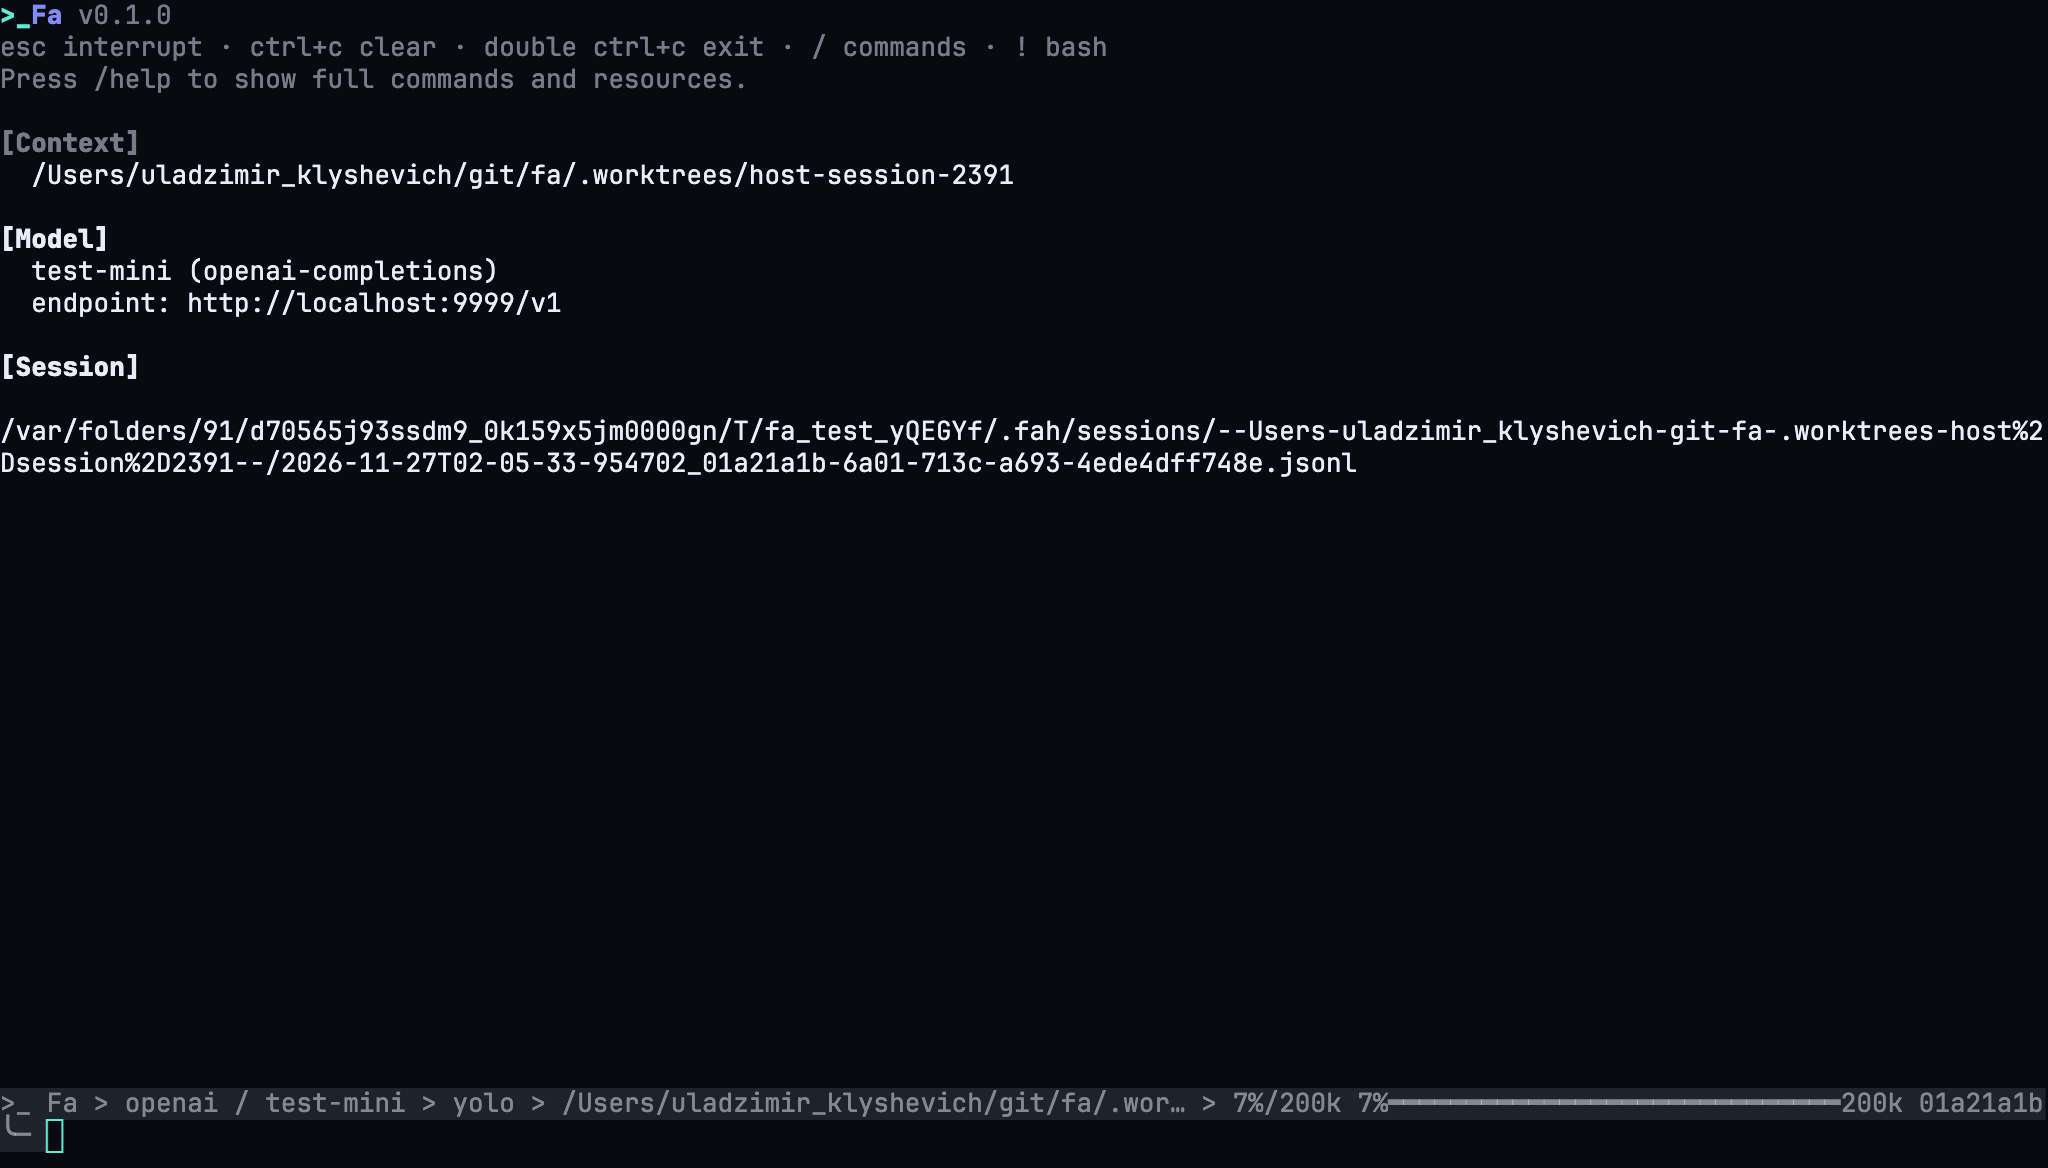 >_Fa v0.1.0
esc interrupt · ctrl+c clear · double ctrl+c exit · / commands · ! bash
Press /help to show full commands and resources.
[Context]
/Users/uladzimir_klyshevich/git/fa/.worktrees/host-session-2391
[Model]
test-mini (openai-completions)
endpoint: http://localhost:9999/v1
[Session]
/var/folders/91/d70565j93ssdm9_0k159x5jm0000gn/T/fa_test_yQEGYf/.fah/sessions/--Users-uladzimir_klyshevich-git-fa-.worktrees-host%2
Dsession%2D2391--/2026-11-27T02-05-33-954702_01a21a1b-6a01-713c-a693-4ede4dff748e.jsonl
>_ Fa > openai / test-mini > yolo > /Users/uladzimir_klyshevich/git/fa/.wor… > 7%/200k 7% 200k 01a21a1b